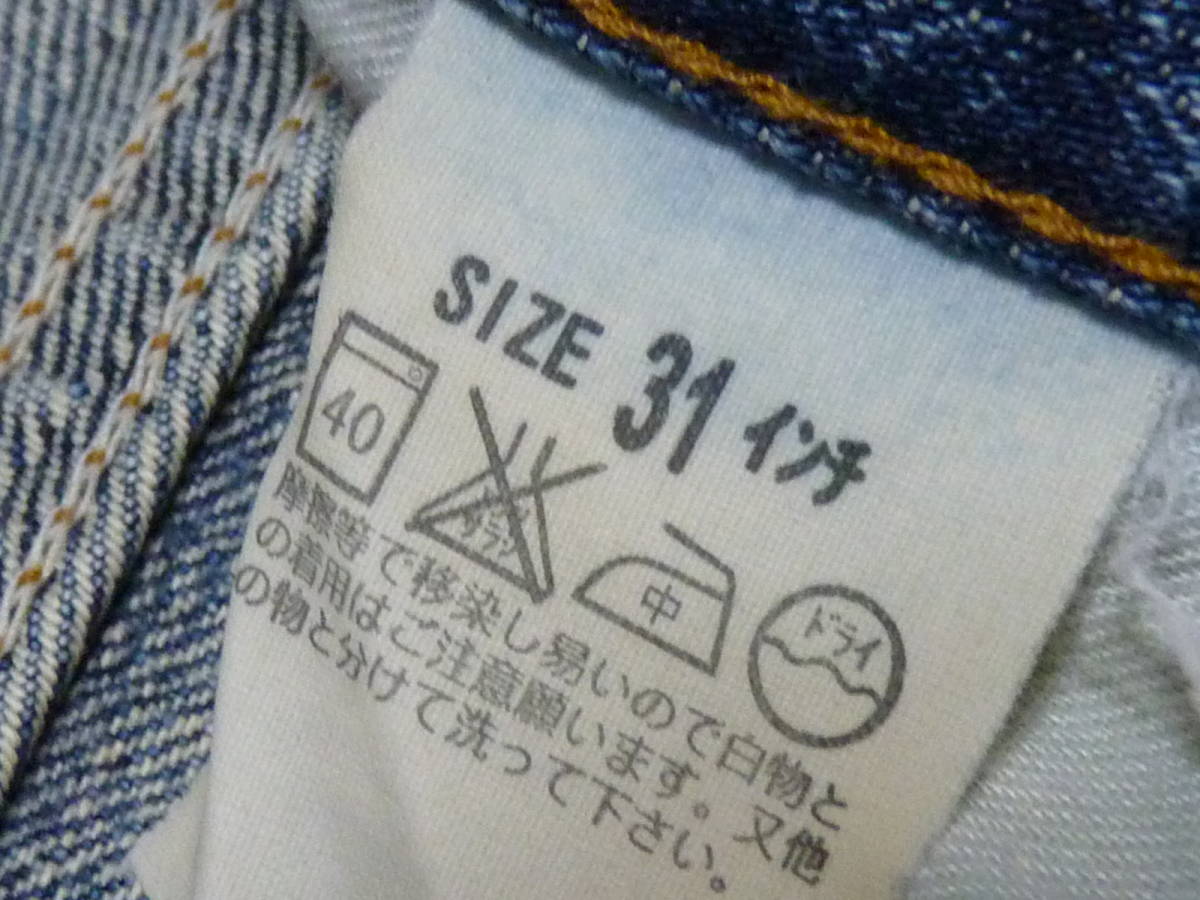 SIZE 31 インチ
40
中
ドライ
摩擦等で移染し易いので白物と
の着用はご注意願います。又他
の物と分けて洗って下さい。